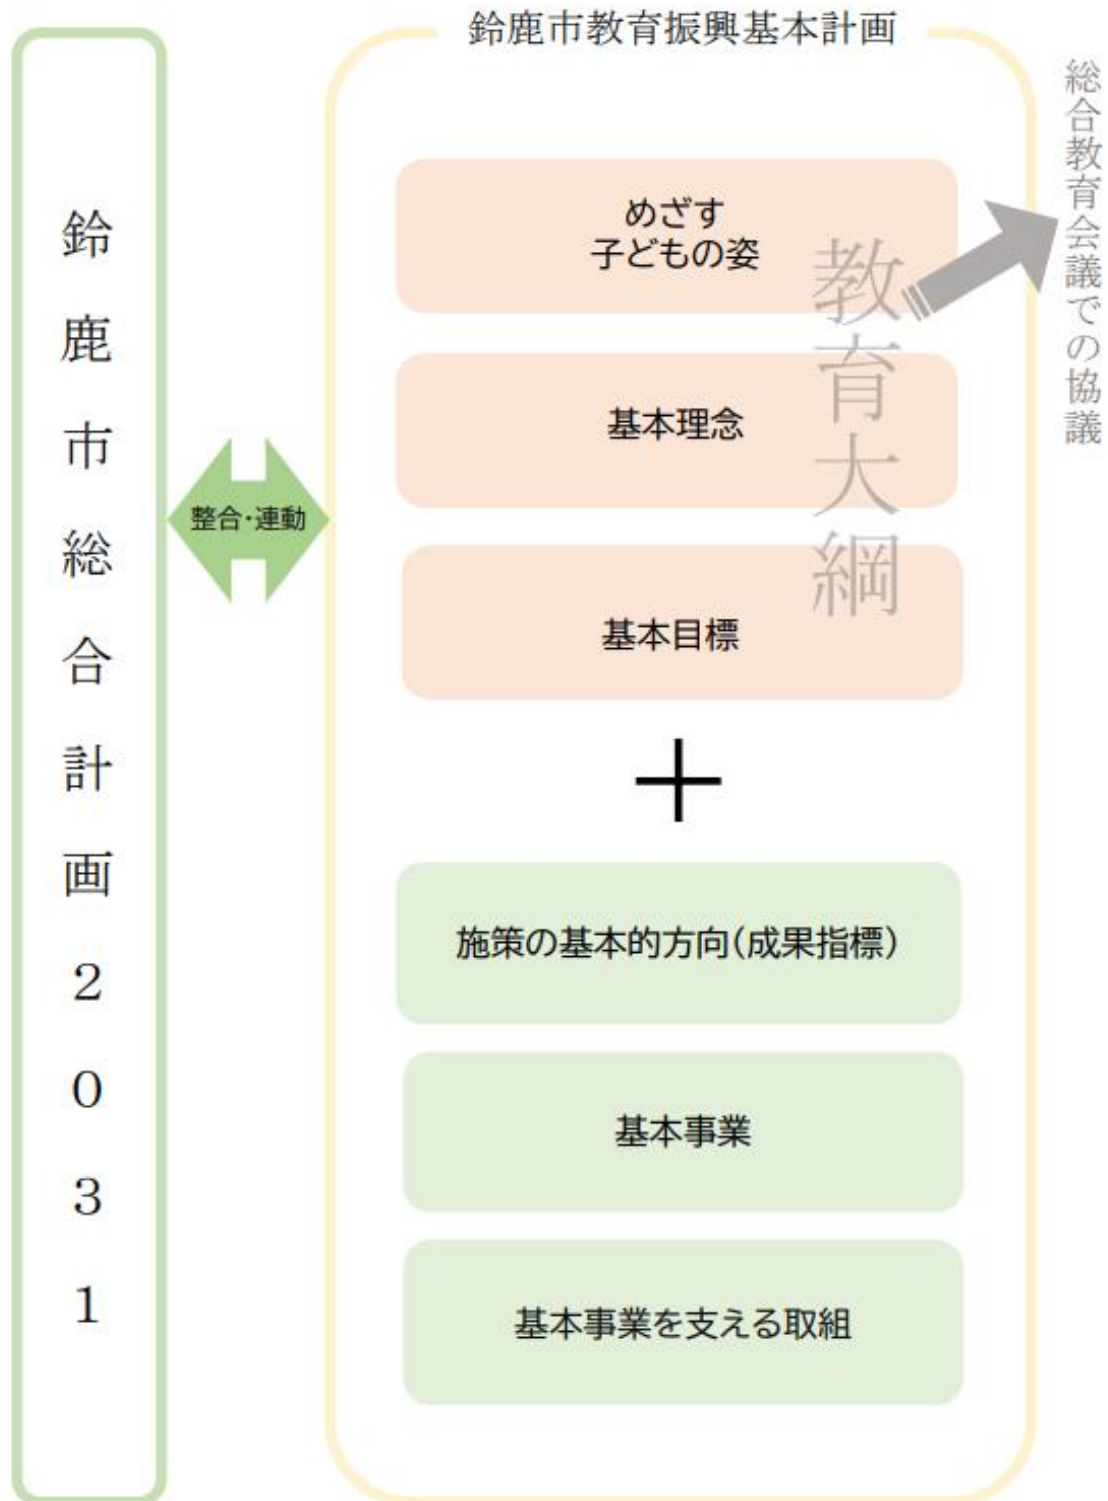 鈴鹿市教育振興基本計画
鈴鹿市総合計画2031
整合・連動
めざす
子どもの姿
基本理念
基本目標
教育大綱
総合教育会議での協議
＋
施策の基本的方向(成果指標)
基本事業
基本事業を支える取組